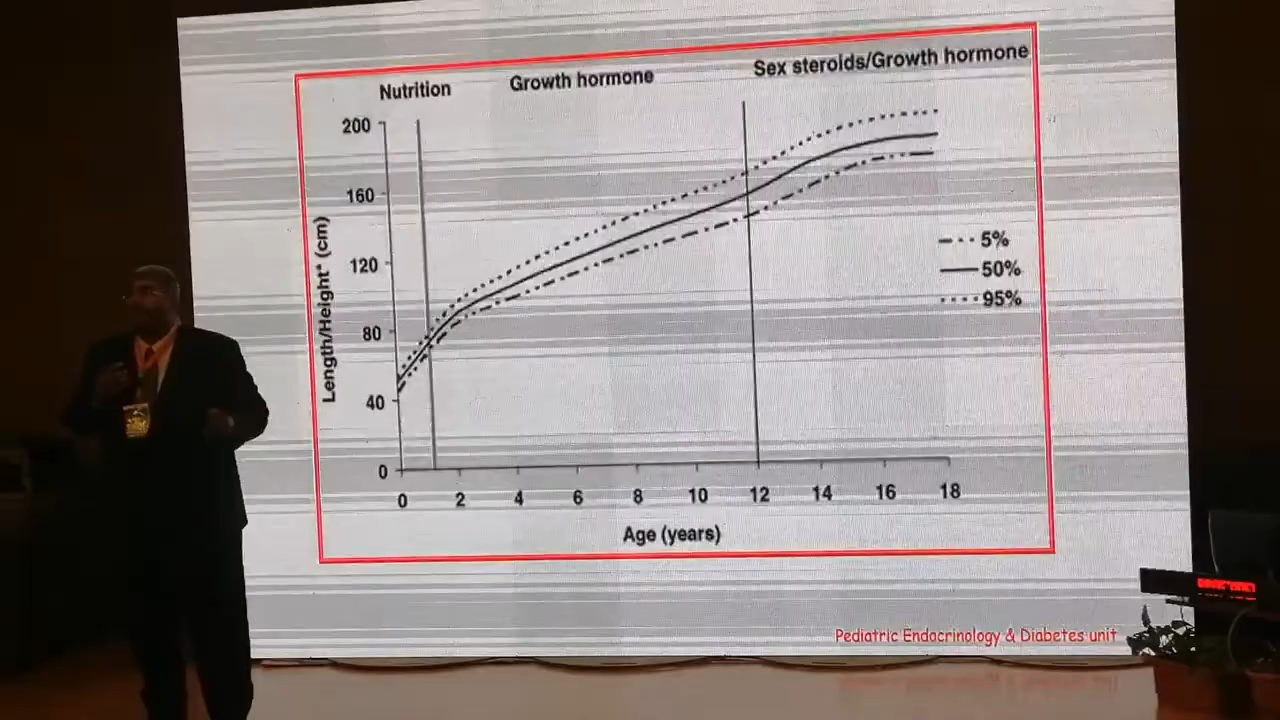 Nutrition
Growth hormone
Sex steroids/Growth hormone
200
160
120
80
40
0
Length/Height* (cm)
5%
50%
95%
0 2 4 6 8 10 12 14 16 18
Age (years)
Pediatric Endocrinology & Diabetes unit